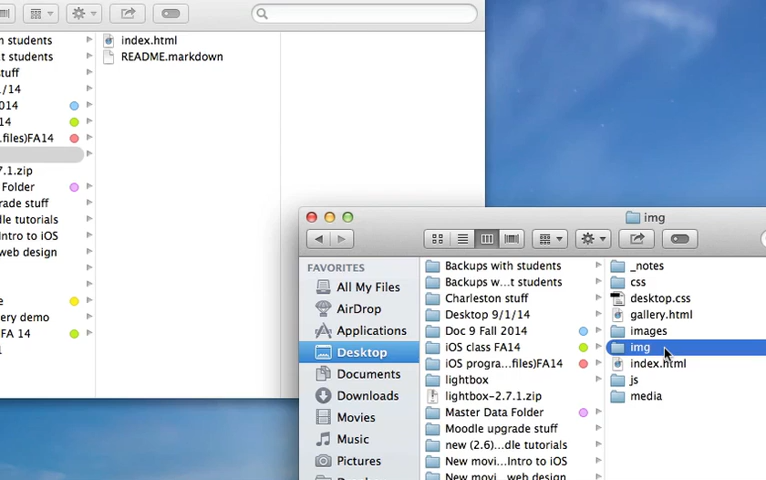 n students
t students
tuff
/14
014
14
.files)FA14
7.1.zip
Folder
rade stuff
dle tutorials
Intro to iOS
web design
e
ery demo
FA 14
1
index.html
README.markdown
img
FAVORITES
All My Files
AirDrop
Applications
Desktop
Documents
Downloads
Movies
Music
Pictures
Backups with students
Backups w...t students
Charleston stuff
Desktop 9/1/14
Doc 9 Fall 2014
iOS class FA14
iOS progra...files)FA14
lightbox
lightbox-2.7.1.zip
Master Data Folder
Moodle upgrade stuff
new (2.6)...dle tutorials
New movi...Intro to iOS
New movi...web design
_notes
css
desktop.css
gallery.html
images
img
index.html
js
media